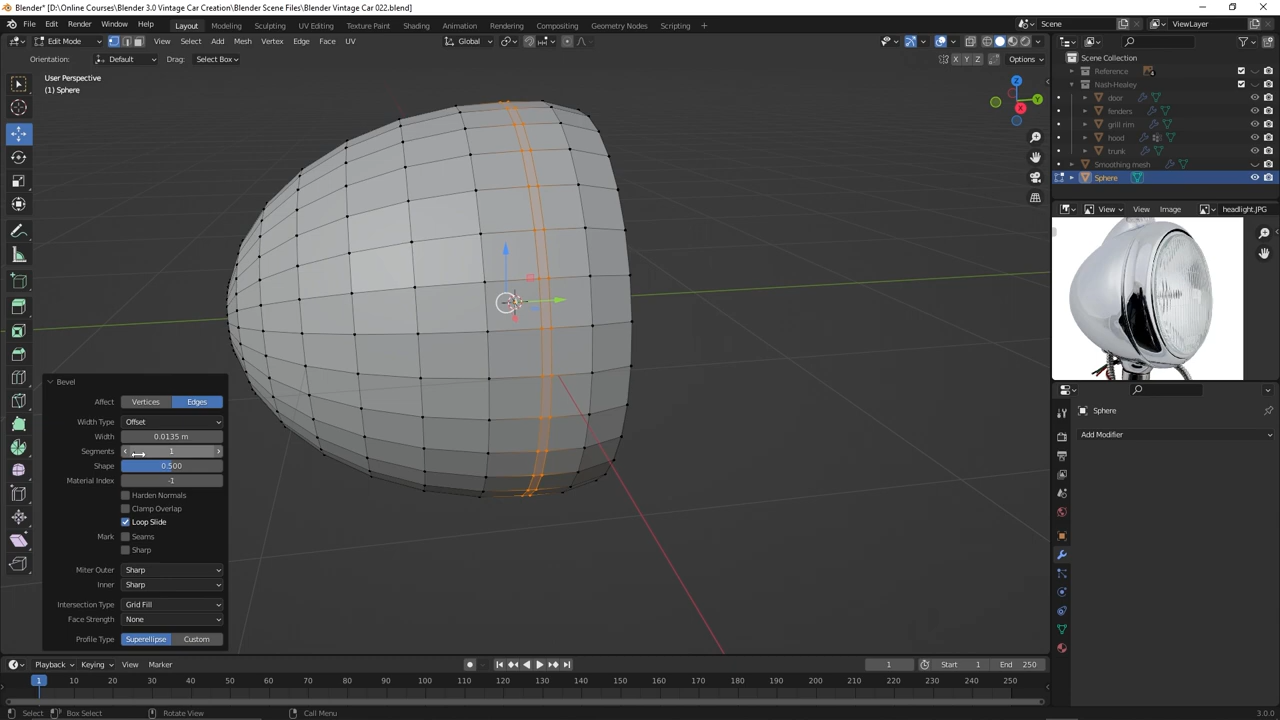 Blender* [D:\Online Courses\Blender 3.0 Vintage Car Creation\Blender Scene Files\Blender Vintage Car 022.blend]
File Edit Render Window Help Layout Modeling Sculpting UV Editing Texture Paint Shading Animation Rendering Compositing Geometry Nodes Scripting + Scene ViewLayer
Edit Mode View Select Add Mesh Vertex Edge Face UV Global
Orientation: Default Drag: Select Box X Y Z Options
User Perspective
(1) Sphere
Z
Y
X
Scene Collection
Reference 4
Nash-Healey
door
fenders
grill rim
hood
trunk
Smoothing mesh
Sphere
View View Image headlight.JPG
Sphere
Add Modifier
Bevel
Affect Vertices Edges
Width Type Offset
Width 0.0135 m
Segments 1
Shape 0.500
Material Index -1
Harden Normals
Clamp Overlap
Loop Slide
Mark Seams
Sharp
Miter Outer Sharp
Inner Sharp
Intersection Type Grid Fill
Face Strength None
Profile Type Superellipse Custom
Playback Keying View Marker 1 Start 1 End 250
1 10 20 30 40 50 60 70 80 90 100 110 120 130 140 150 160 170 180 190 200 210 220 230 240 250
Select Box Select Rotate View Call Menu 3.0.0